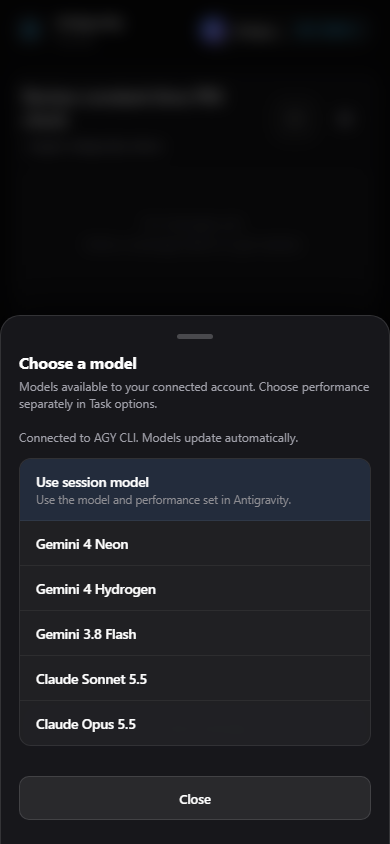 Choose a model
Models available to your connected account. Choose performance
separately in Task options.
Connected to AGY CLI. Models update automatically.
Use session model
Use the model and performance set in Antigravity.
Gemini 4 Neon
Gemini 4 Hydrogen
Gemini 3.8 Flash
Claude Sonnet 5.5
Claude Opus 5.5
Close